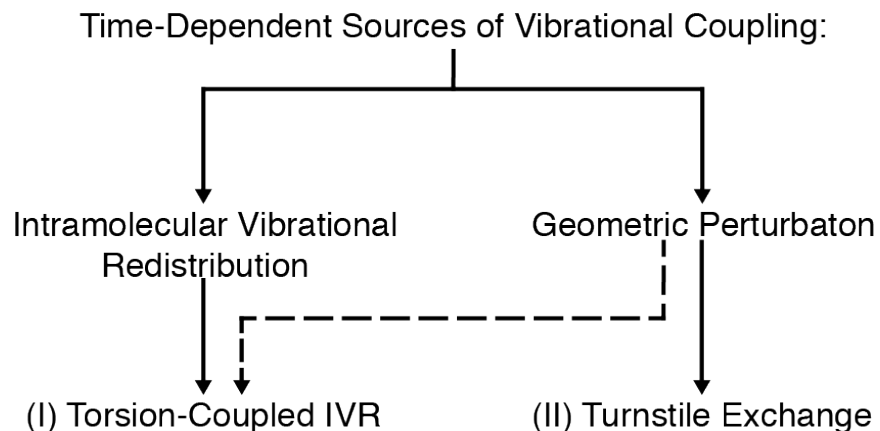 Time-Dependent Sources of Vibrational Coupling:
Intramolecular Vibrational
Redistribution
Geometric Perturbaton
(I) Torsion-Coupled IVR
(II) Turnstile Exchange